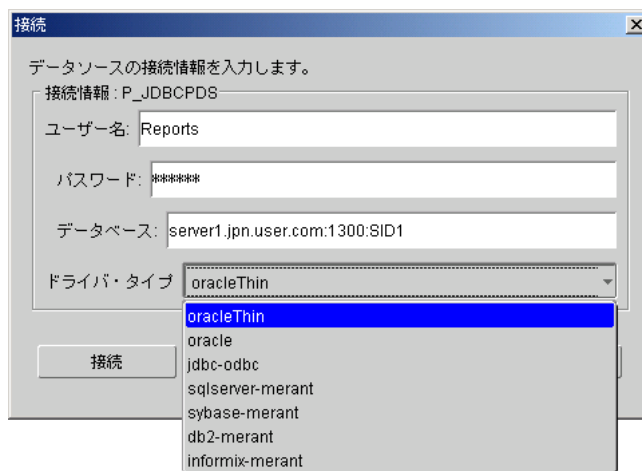 接続
データソースの接続情報を入力します。
接続情報 : P_JDBCPDS
ユーザー名: Reports
パスワード: ******
データベース: server1.jpn.user.com:1300:SID1
ドライバ・タイプ oracleThin
oracleThin
oracle
接続
jdbc-odbc
sqlserver-merant
sybase-merant
db2-merant
informix-merant